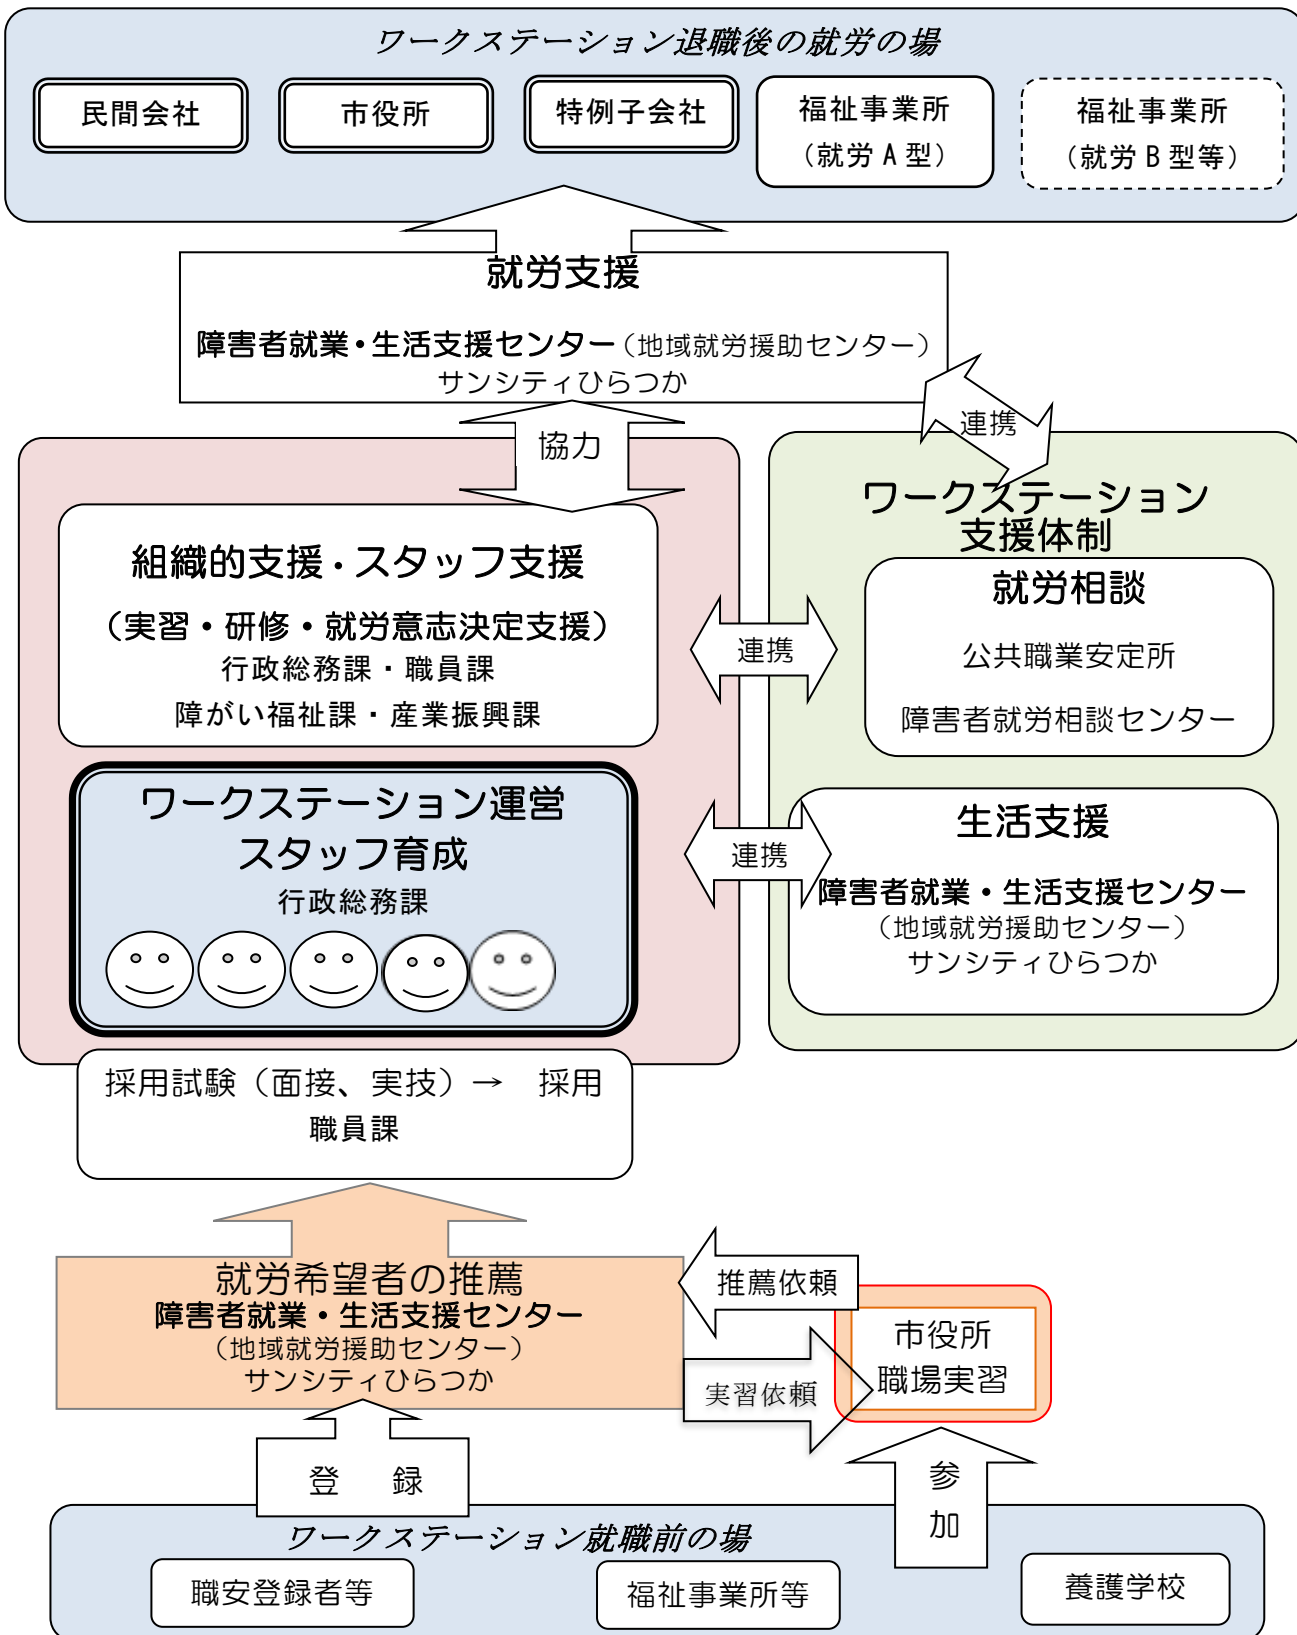 ワークステーション退職後の就労の場
民間会社
市役所
特例子会社
福祉事業所
（就労A型）
福祉事業所
（就労B型等）
就労支援
障害者就業・生活支援センター（地域就労援助センター）
サンシティひらつか
協力
連携
組織的支援・スタッフ支援
（実習・研修・就労意志決定支援）
行政総務課・職員課
障がい福祉課・産業振興課
連携
ワークステーション
支援体制
就労相談
公共職業安定所
障害者就労相談センター
ワークステーション運営
スタッフ育成
行政総務課
連携
生活支援
障害者就業・生活支援センター
（地域就労援助センター）
サンシティひらつか
採用試験（面接、実技）→　採用
職員課
就労希望者の推薦
障害者就業・生活支援センター
（地域就労援助センター）
サンシティひらつか
推薦依頼
実習依頼
市役所
職場実習
登　録
参
加
ワークステーション就職前の場
職安登録者等
福祉事業所等
養護学校